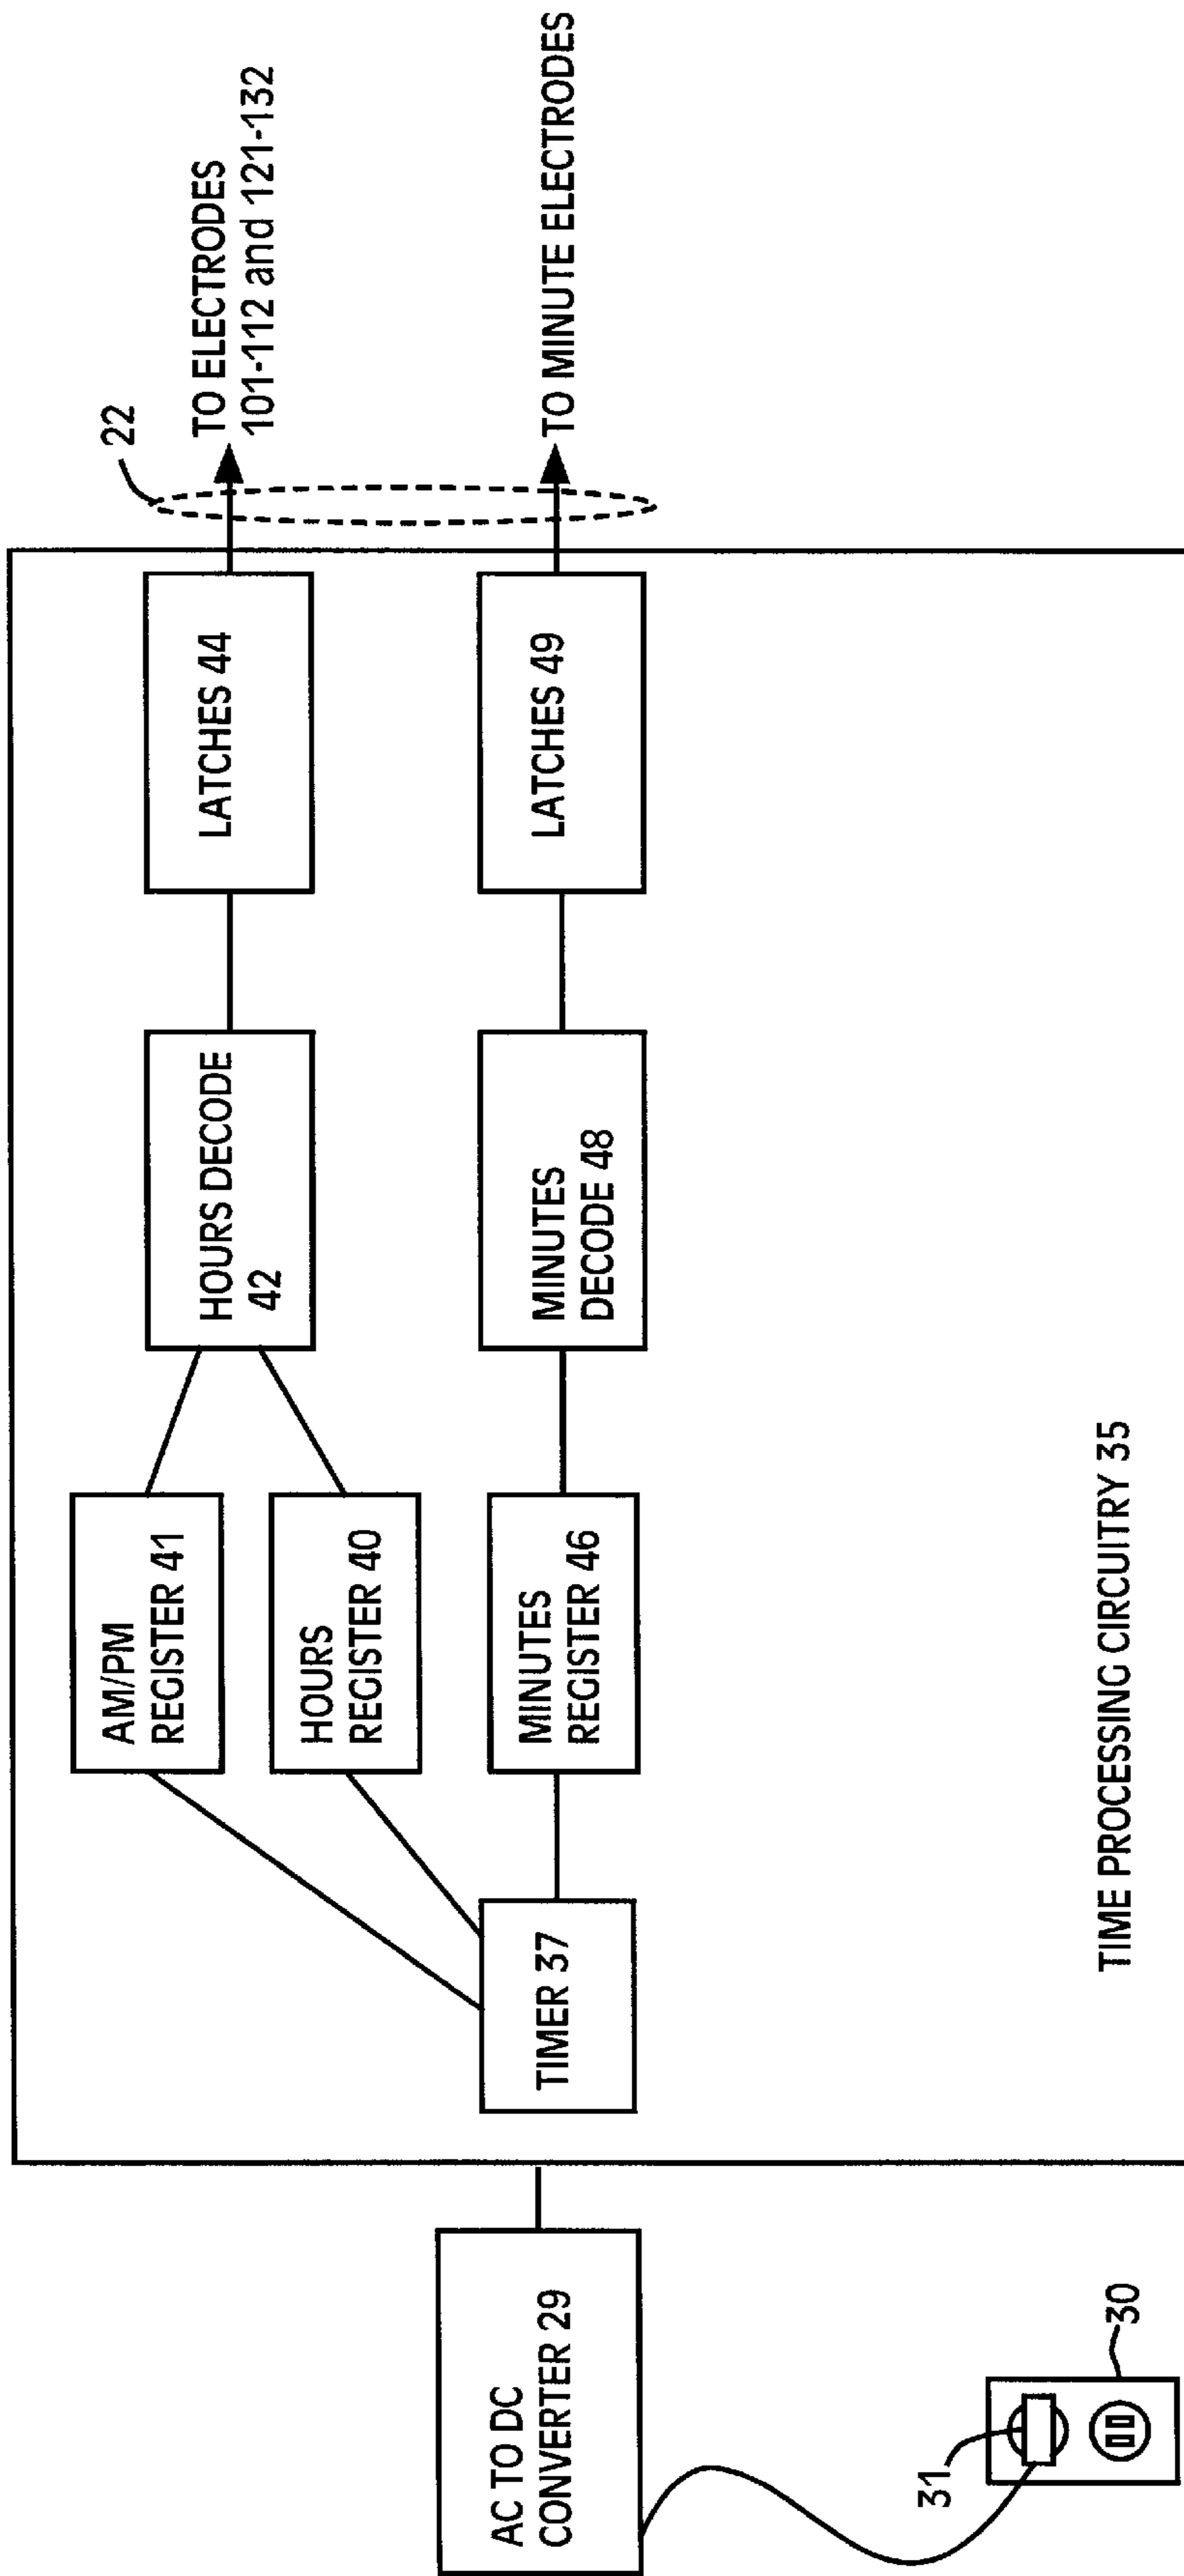 22
TO ELECTRODES
101-112 and 121-132
TO MINUTE ELECTRODES
AM/PM
REGISTER 41
HOURS
REGISTER 40
HOURS DECODE
42
LATCHES 44
TIMER 37
MINUTES
REGISTER 46
MINUTES
DECODE 48
LATCHES 49
AC TO DC
CONVERTER 29
31
30
TIME PROCESSING CIRCUITRY 35